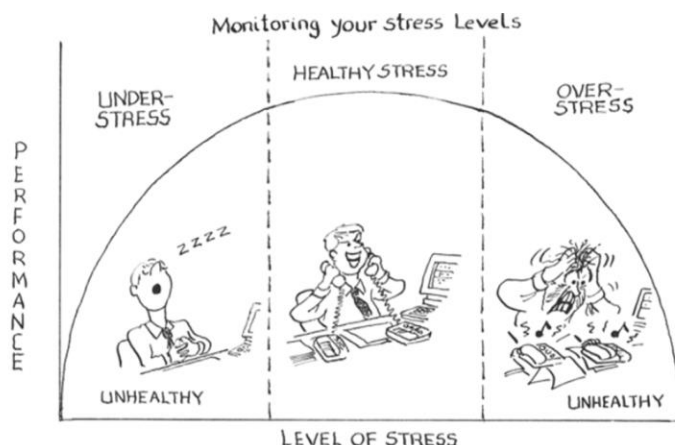 Monitoring your stress Levels
UNDER-
STRESS
HEALTHY STRESS
OVER-
STRESS
PERFORMANCE
ZZZZ
UNHEALTHY
UNHEALTHY
LEVEL OF STRESS